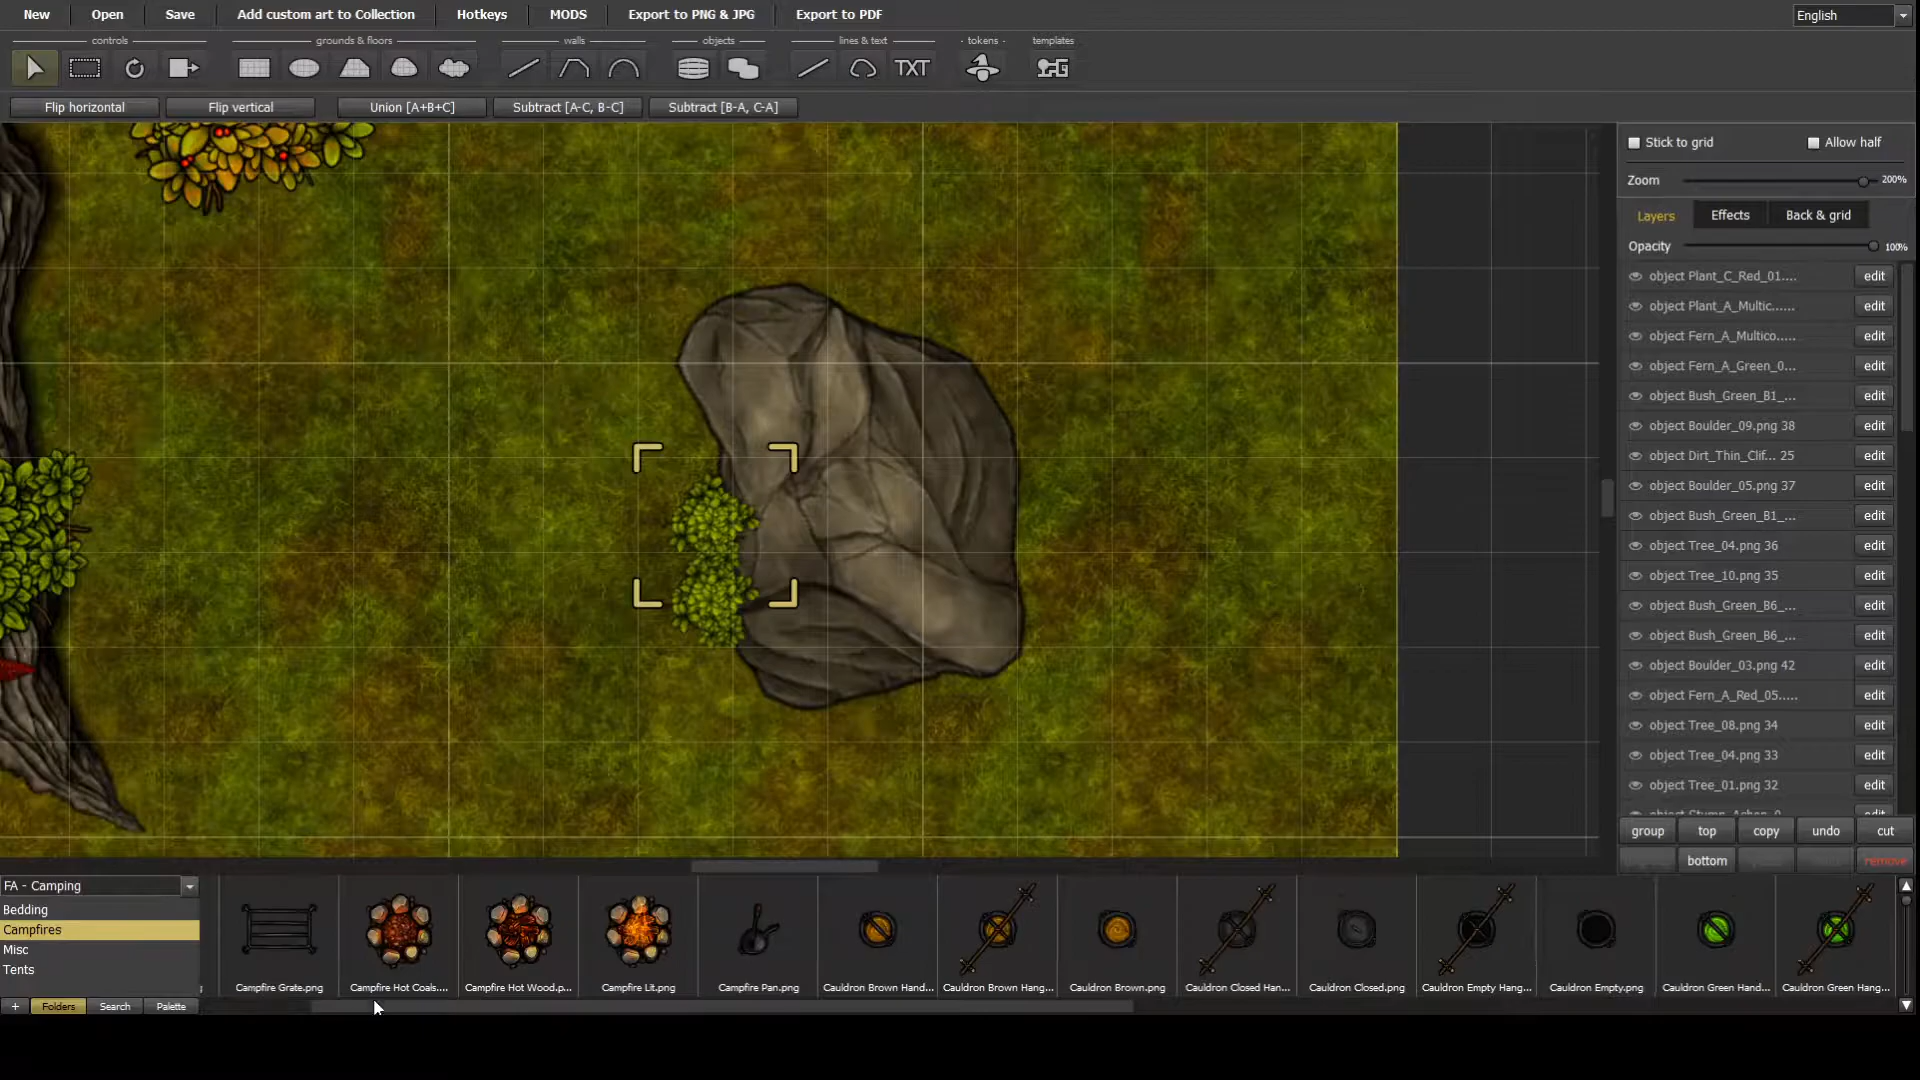 New Open Save Add custom art to Collection Hotkeys MODS Export to PNG & JPG Export to PDF English
controls grounds & floors walls objects lines & text tokens templates
TXT
Flip horizontal Flip vertical Union [A+B+C] Subtract [A-C, B-C] Subtract [B-A, C-A]
Stick to grid Allow half
Zoom 200%
Layers Effects Back & grid
Opacity 100%
object Plant_C_Red_01.... edit
object Plant_A_Multic...... edit
object Fern_A_Multico..... edit
object Fern_A_Green_0... edit
object Bush_Green_B1_... edit
object Boulder_09.png 38 edit
object Dirt_Thin_Clif... 25 edit
object Boulder_05.png 37 edit
object Bush_Green_B1_... edit
object Tree_04.png 36 edit
object Tree_10.png 35 edit
object Bush_Green_B6_... edit
object Bush_Green_B6_... edit
object Boulder_03.png 42 edit
object Fern_A_Red_05..... edit
object Tree_08.png 34 edit
object Tree_04.png 33 edit
object Tree_01.png 32 edit
group top copy undo cut
bottom remove
FA - Camping
Bedding
Campfires
Misc
Tents
Campfire Grate.png Campfire Hot Coals.... Campfire Hot Wood.p... Campfire Lit.png Campfire Pan.png Cauldron Brown Hand... Cauldron Brown Hang... Cauldron Brown.png Cauldron Closed Han... Cauldron Closed.png Cauldron Empty Hang... Cauldron Empty.png Cauldron Green Hand... Cauldron Green Hang...
+ Folders Search Palette